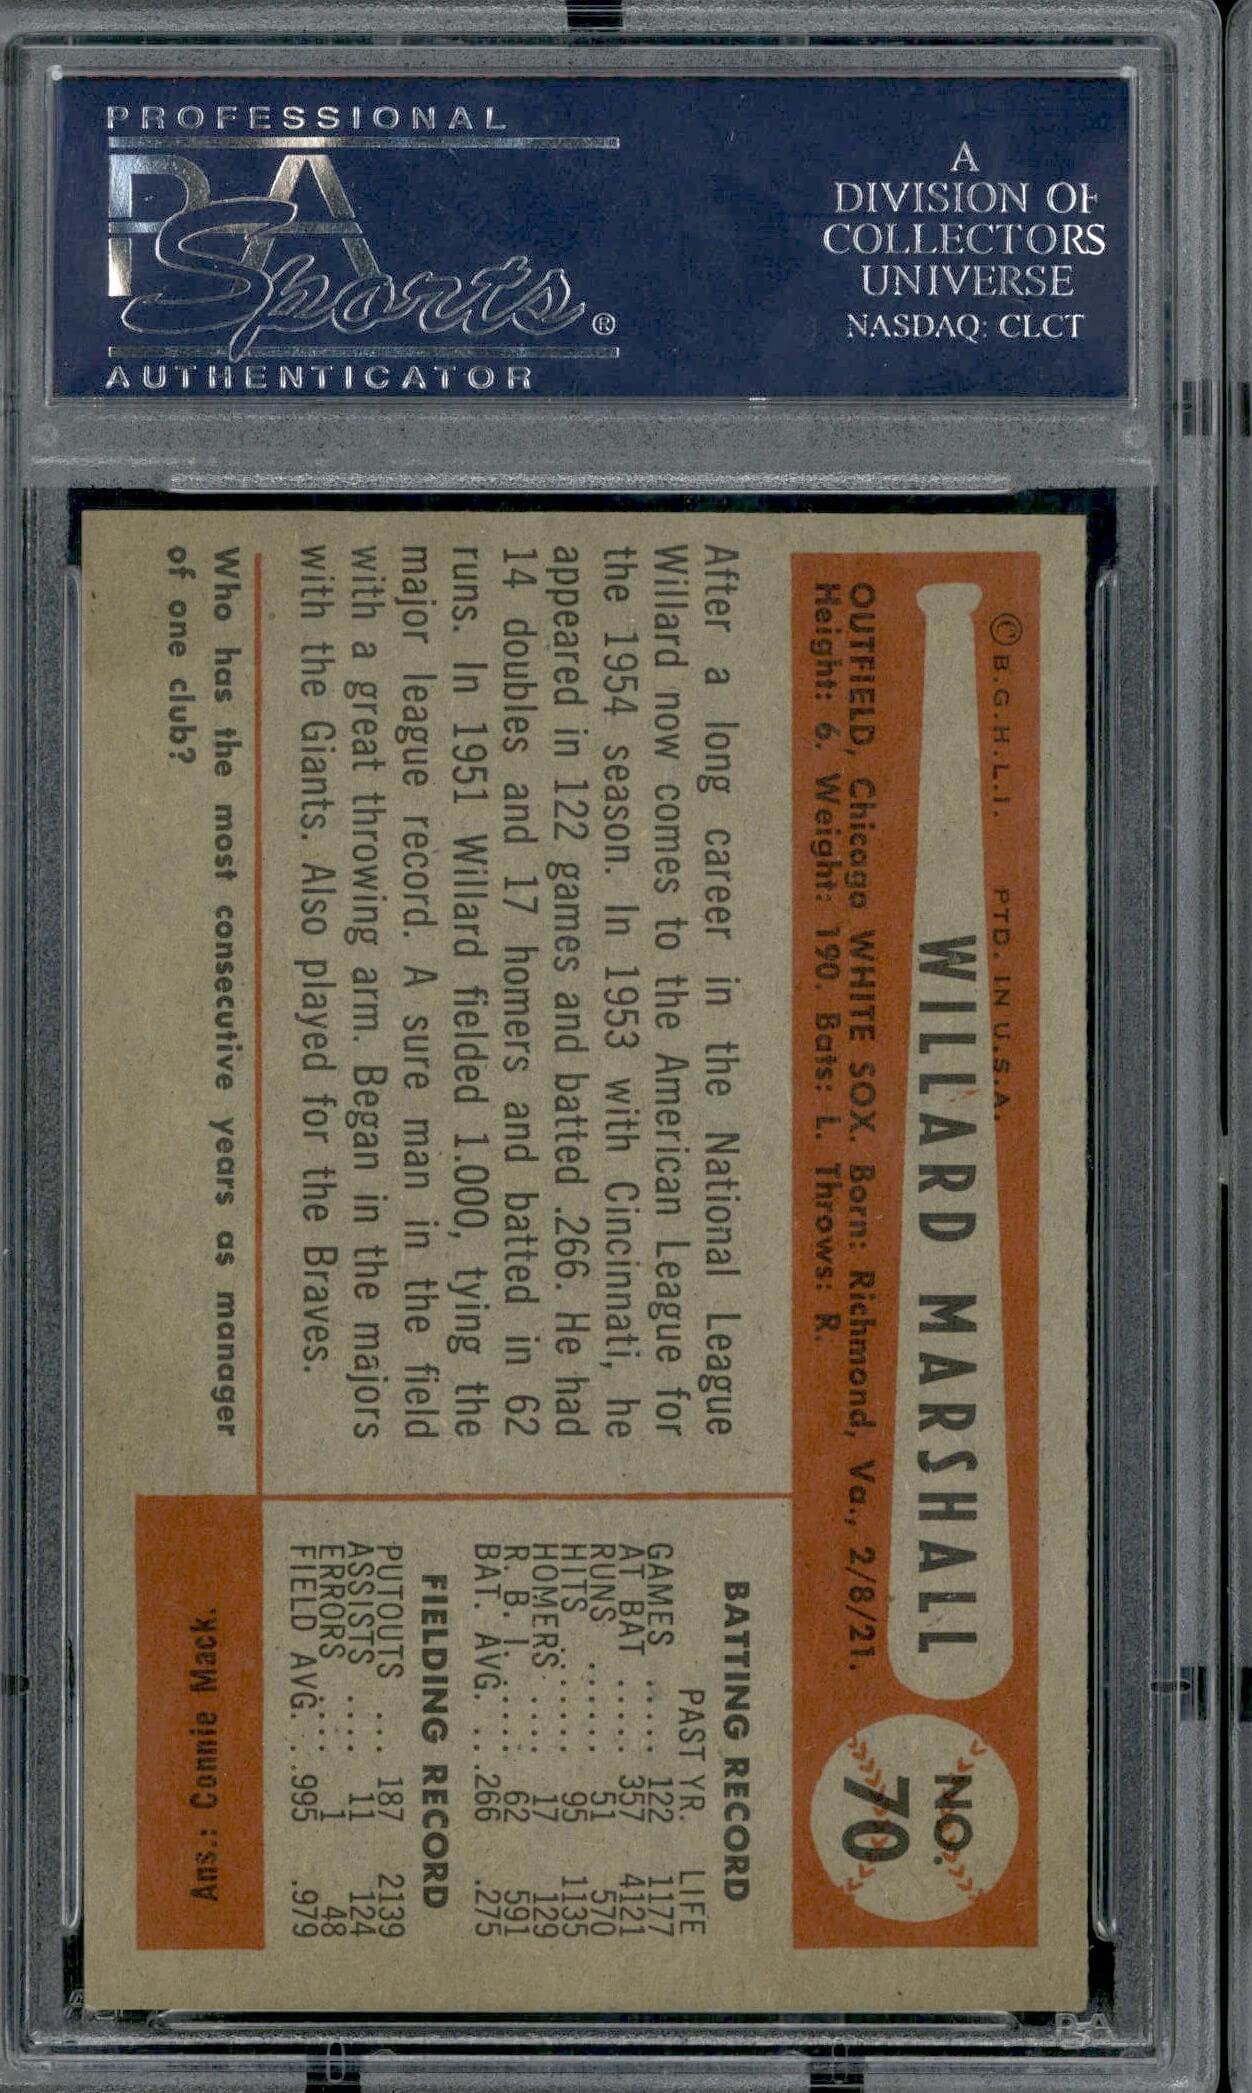 PROFESSIONAL
PSA
Sports®
AUTHENTICATOR
A
DIVISION OF
COLLECTORS
UNIVERSE
NASDAQ: CLCT
© B.G.H.L.I. PTD. IN U.S.A.
WILLARD MARSHALL
NO.
70
OUTFIELD, Chicago WHITE SOX. Born: Richmond, Va., 2/8/21.
Height: 6. Weight: 190. Bats: L. Throws: R.
After a long career in the National League
Willard now comes to the American League for
the 1954 season. In 1953 with Cincinnati, he
appeared in 122 games and batted .266. He had
14 doubles and 17 homers and batted in 62
runs. In 1951 Willard fielded 1.000, tying the
major league record. A sure man in the field
with a great throwing arm. Began in the majors
with the Giants. Also played for the Braves.
BATTING RECORD
PAST YR. LIFE
GAMES ..... 122 1177
AT BAT ..... 357 4121
RUNS ...... 51 570
HITS ...... 95 1135
HOMERS .... 17 129
R. B. I. .... 62 591
BAT. AVG. .. .266 .275
FIELDING RECORD
PUTOUTS ... 187 2139
ASSISTS .... 11 124
ERRORS .... 1 48
FIELD AVG. . .995 .979
Who has the most consecutive years as manager
of one club?
Ans.: Connie Mack.
PSA